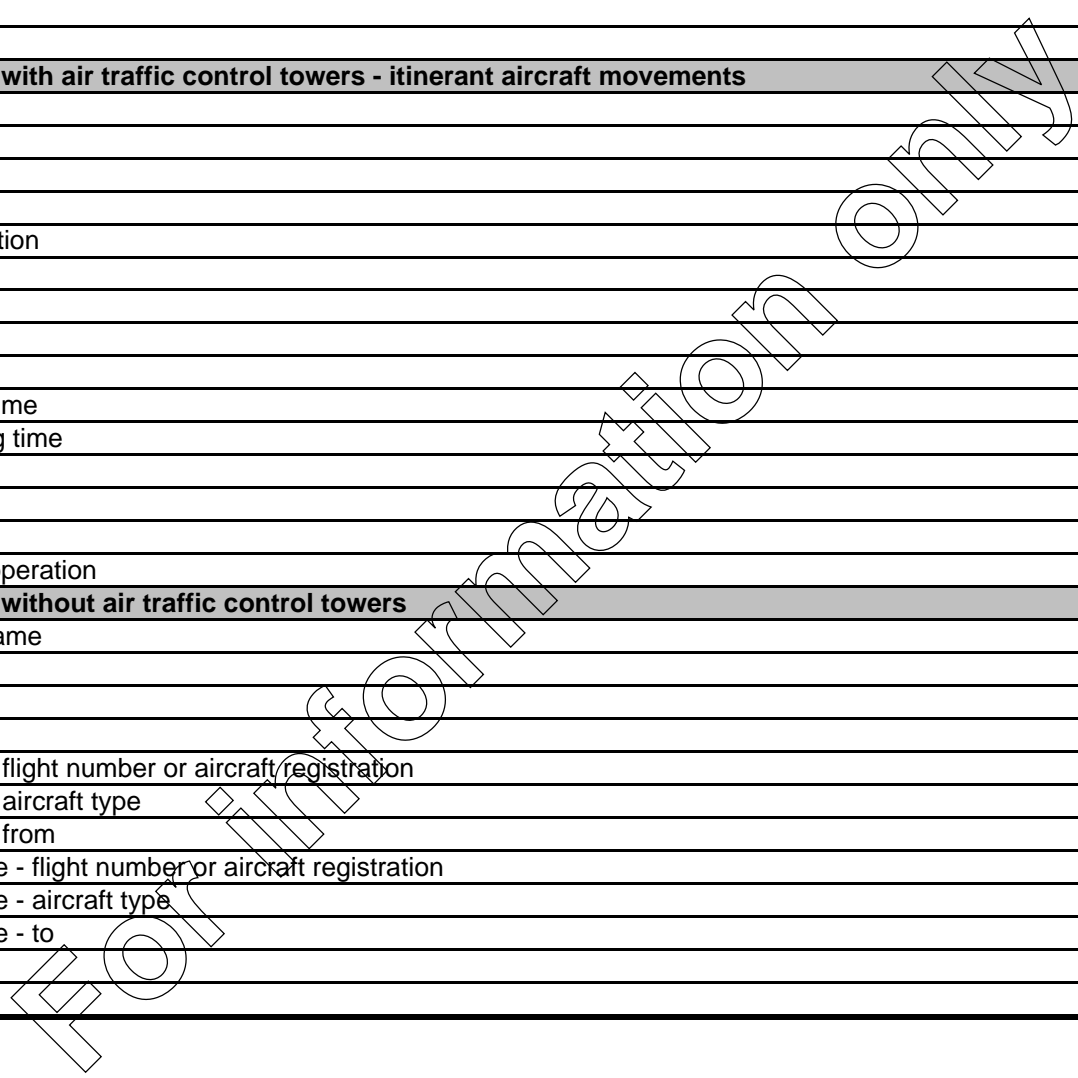 with air traffic control towers - itinerant aircraft movements
tion
me
g time
peration
without air traffic control towers
ame
flight number or aircraft registration
aircraft type
from
e - flight number or aircraft registration
e - aircraft type
e - to
For information only